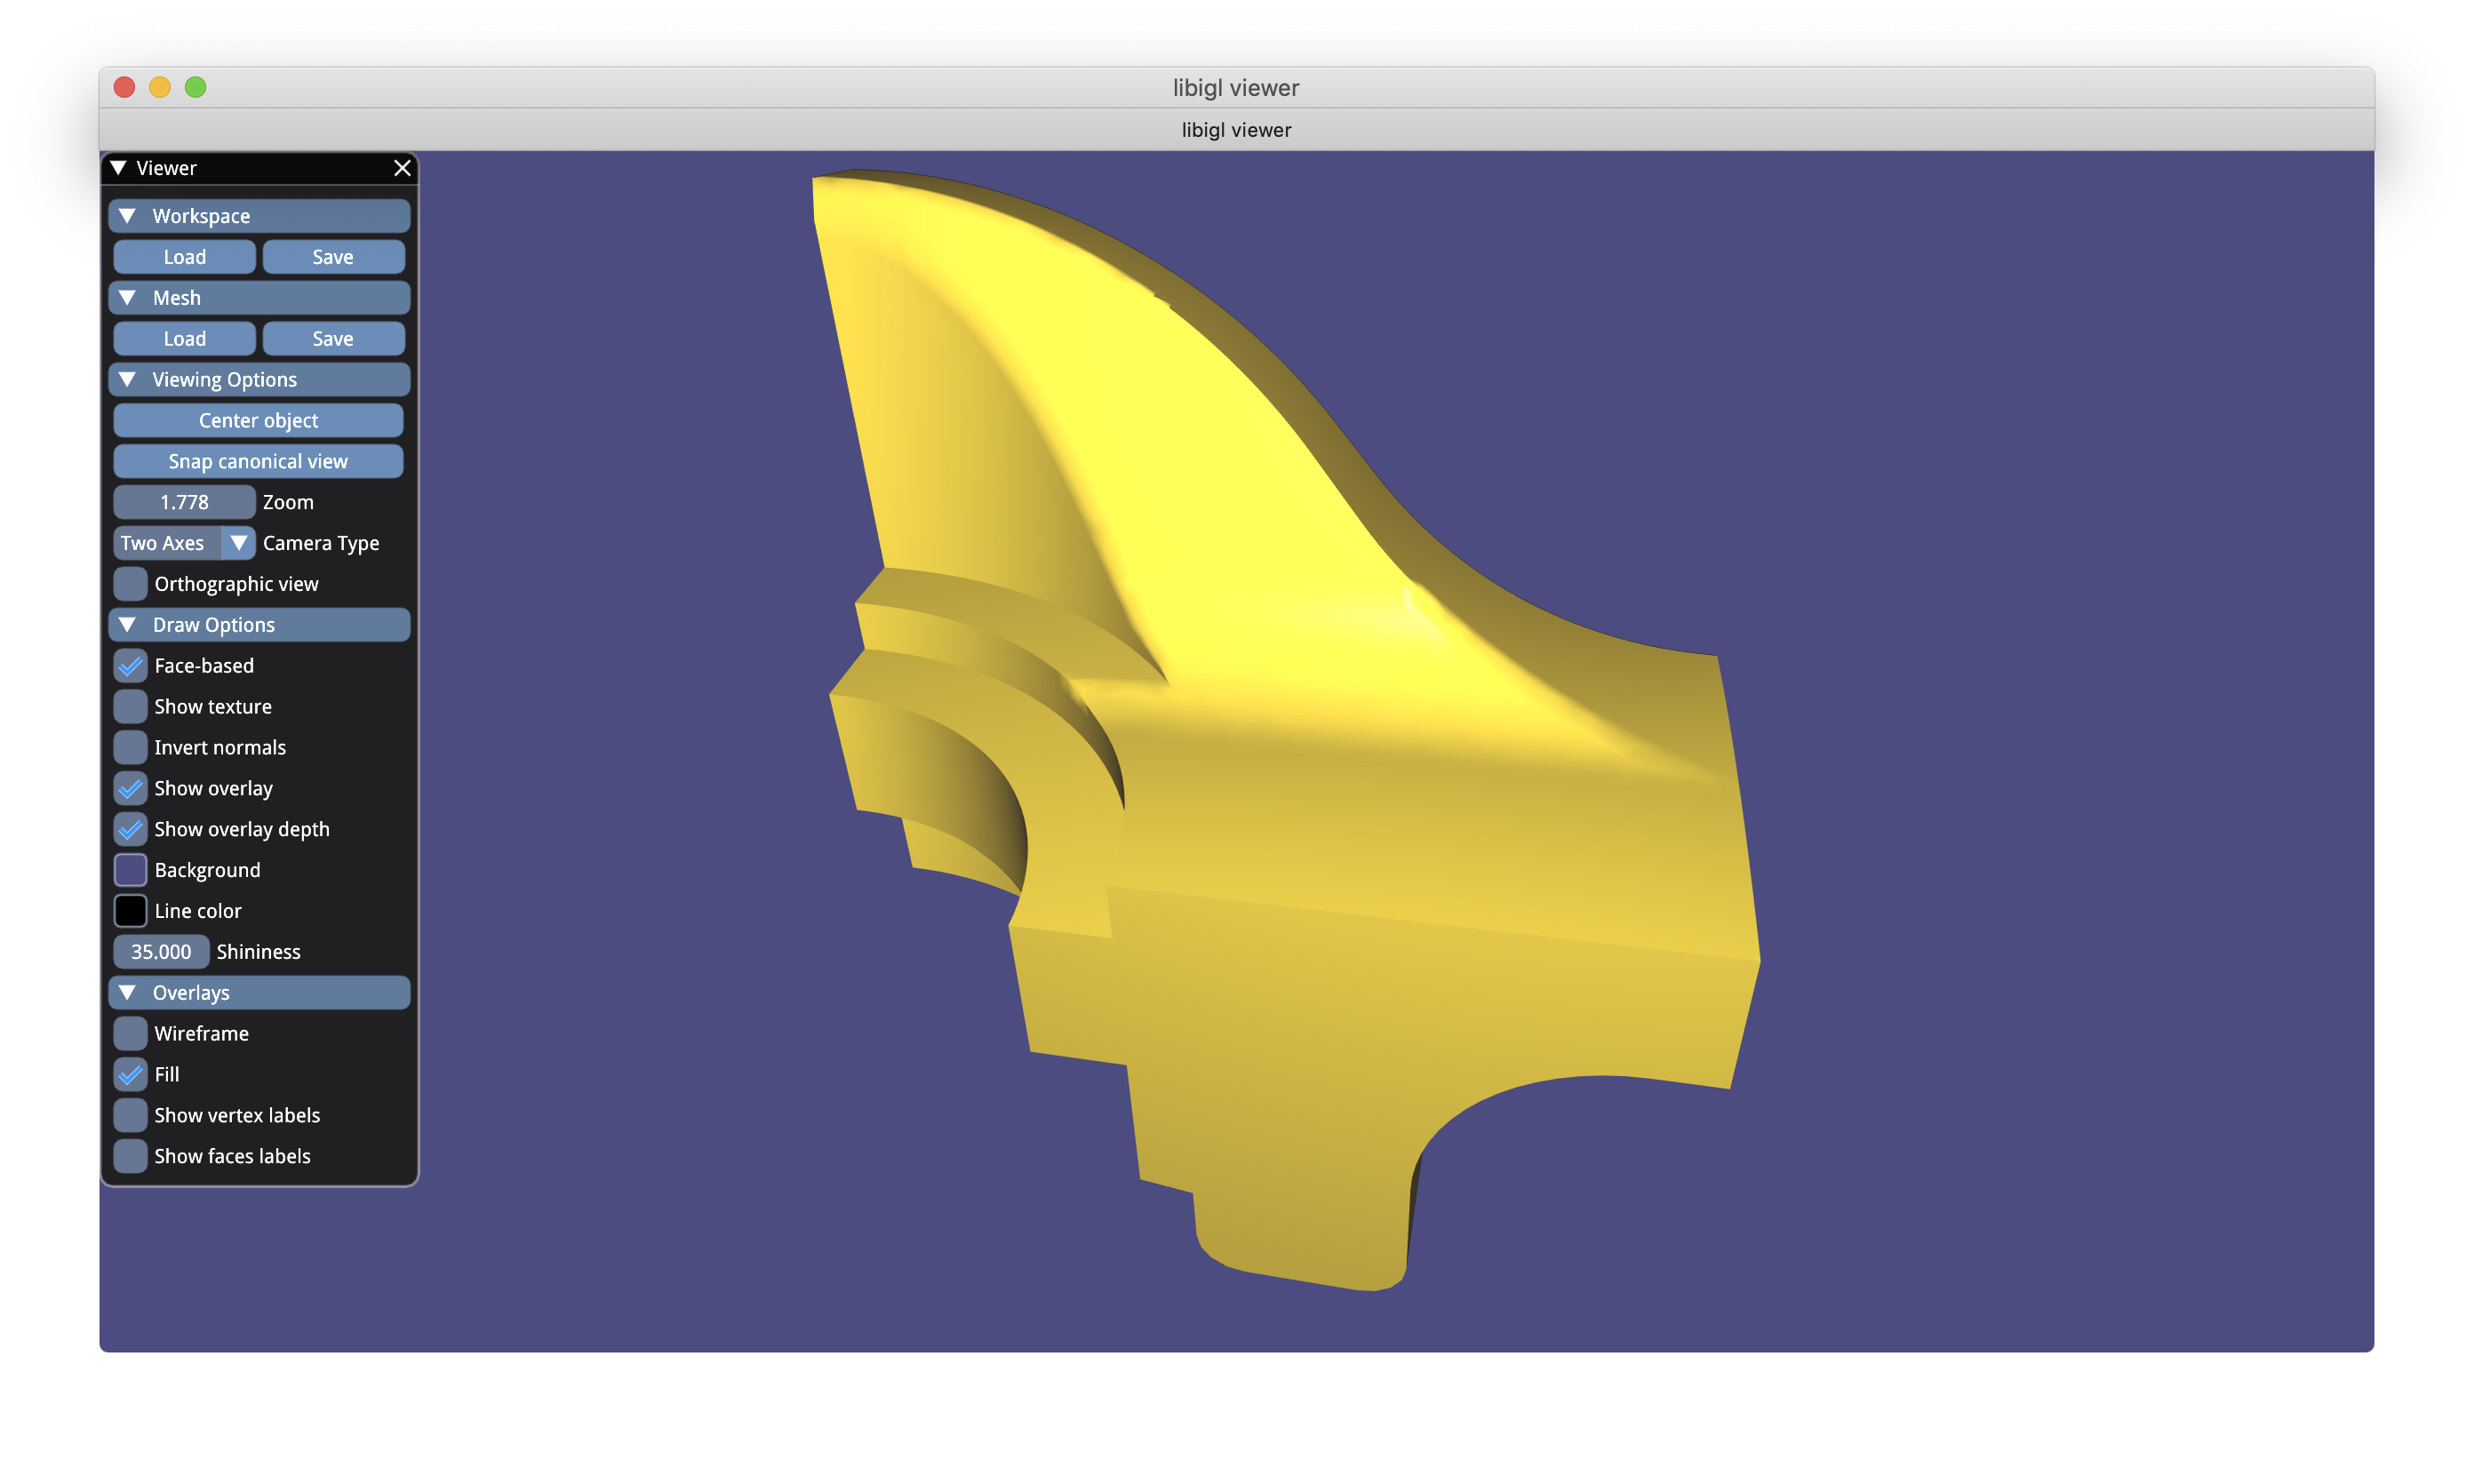 libigl viewer
libigl viewer
Viewer
Workspace
Load Save
Mesh
Load Save
Viewing Options
Center object
Snap canonical view
1.778 Zoom
Two Axes Camera Type
Orthographic view
Draw Options
Face-based
Show texture
Invert normals
Show overlay
Show overlay depth
Background
Line color
35.000 Shininess
Overlays
Wireframe
Fill
Show vertex labels
Show faces labels